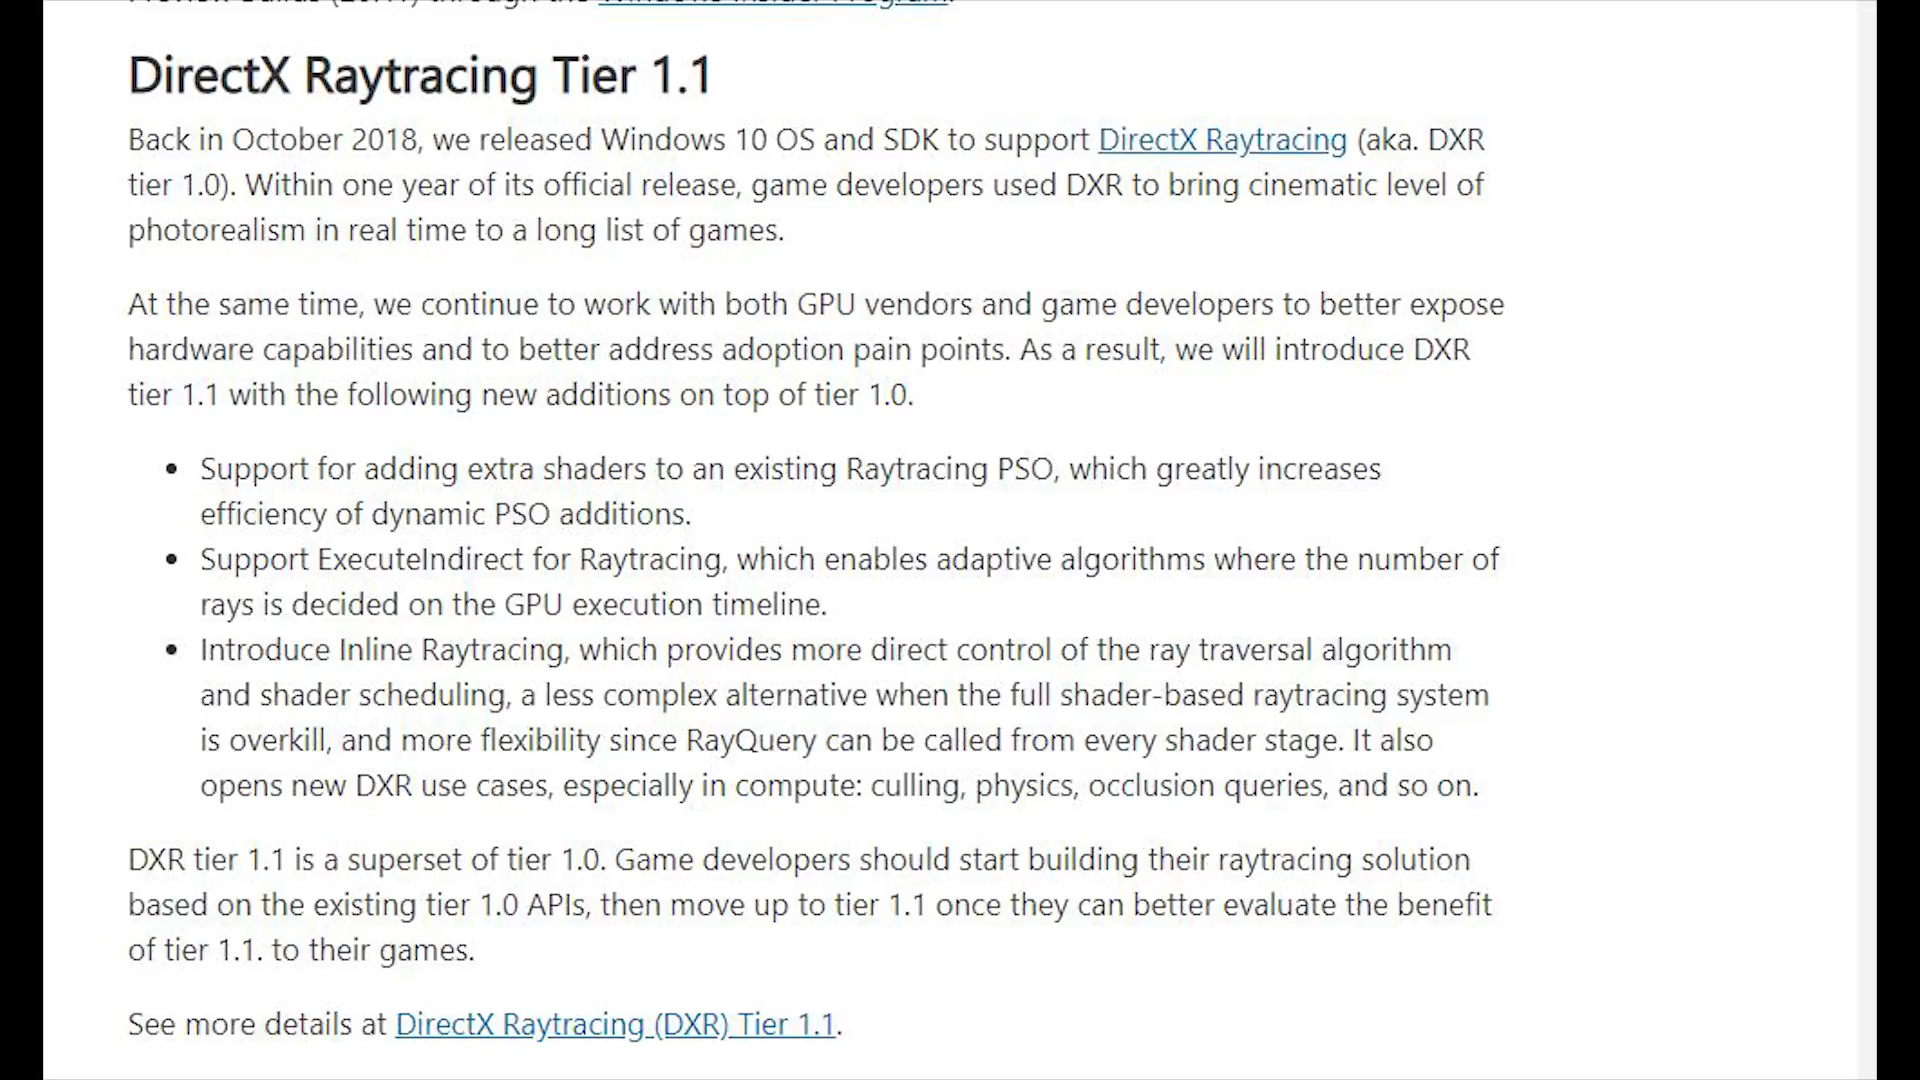 DirectX Raytracing Tier 1.1
Back in October 2018, we released Windows 10 OS and SDK to support DirectX Raytracing (aka. DXR
tier 1.0). Within one year of its official release, game developers used DXR to bring cinematic level of
photorealism in real time to a long list of games.
At the same time, we continue to work with both GPU vendors and game developers to better expose
hardware capabilities and to better address adoption pain points. As a result, we will introduce DXR
tier 1.1 with the following new additions on top of tier 1.0.
• Support for adding extra shaders to an existing Raytracing PSO, which greatly increases
efficiency of dynamic PSO additions.
• Support ExecuteIndirect for Raytracing, which enables adaptive algorithms where the number of
rays is decided on the GPU execution timeline.
• Introduce Inline Raytracing, which provides more direct control of the ray traversal algorithm
and shader scheduling, a less complex alternative when the full shader-based raytracing system
is overkill, and more flexibility since RayQuery can be called from every shader stage. It also
opens new DXR use cases, especially in compute: culling, physics, occlusion queries, and so on.
DXR tier 1.1 is a superset of tier 1.0. Game developers should start building their raytracing solution
based on the existing tier 1.0 APIs, then move up to tier 1.1 once they can better evaluate the benefit
of tier 1.1. to their games.
See more details at DirectX Raytracing (DXR) Tier 1.1.